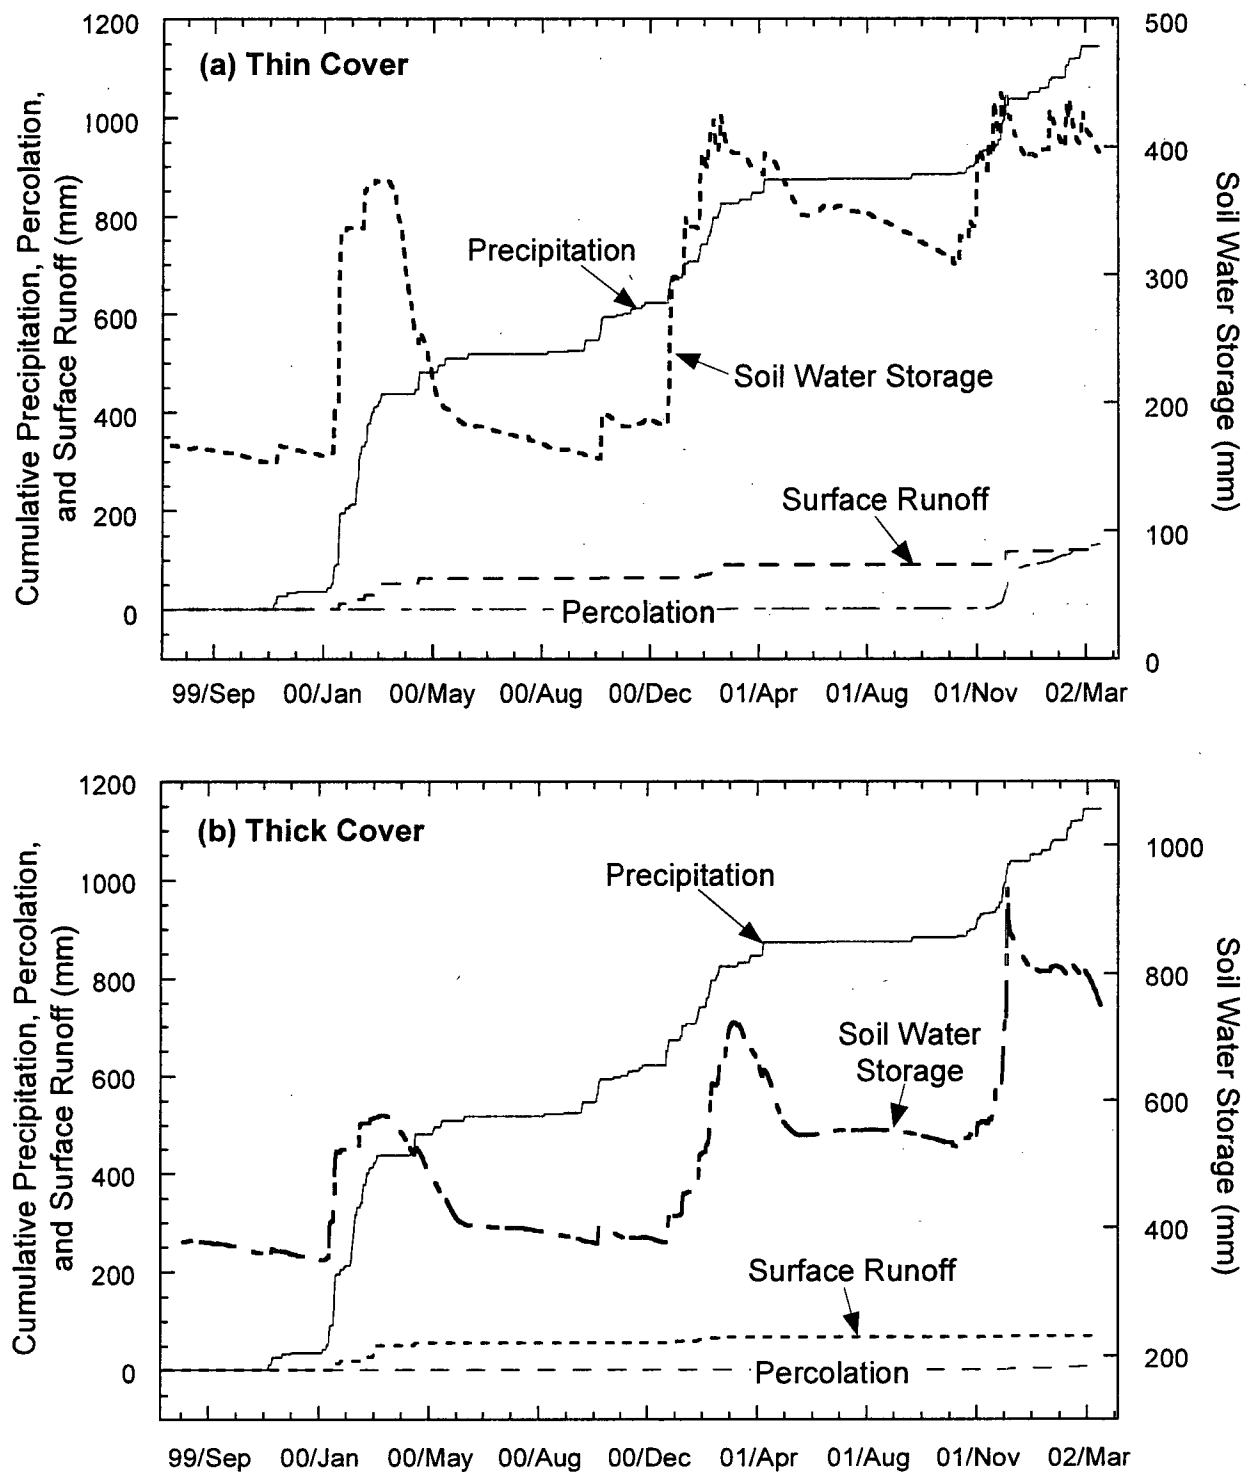 (a) Thin Cover
Cumulative Precipitation, Percolation,
and Surface Runoff (mm)
1200
1000
800
600
400
200
0
Precipitation
Soil Water Storage
Surface Runoff
Percolation
500
400
300
200
100
0
Soil Water
Storage (mm)
99/Sep 00/Jan 00/May 00/Aug 00/Dec 01/Apr 01/Aug 01/Nov 02/Mar
(b) Thick Cover
Cumulative Precipitation, Percolation,
and Surface Runoff (mm)
1200
1000
800
600
400
200
0
Precipitation
Soil Water
Storage
Surface Runoff
Percolation
1000
800
600
400
200
Soil Water Storage (mm)
99/Sep 00/Jan 00/May 00/Aug 00/Dec 01/Apr 01/Aug 01/Nov 02/Mar